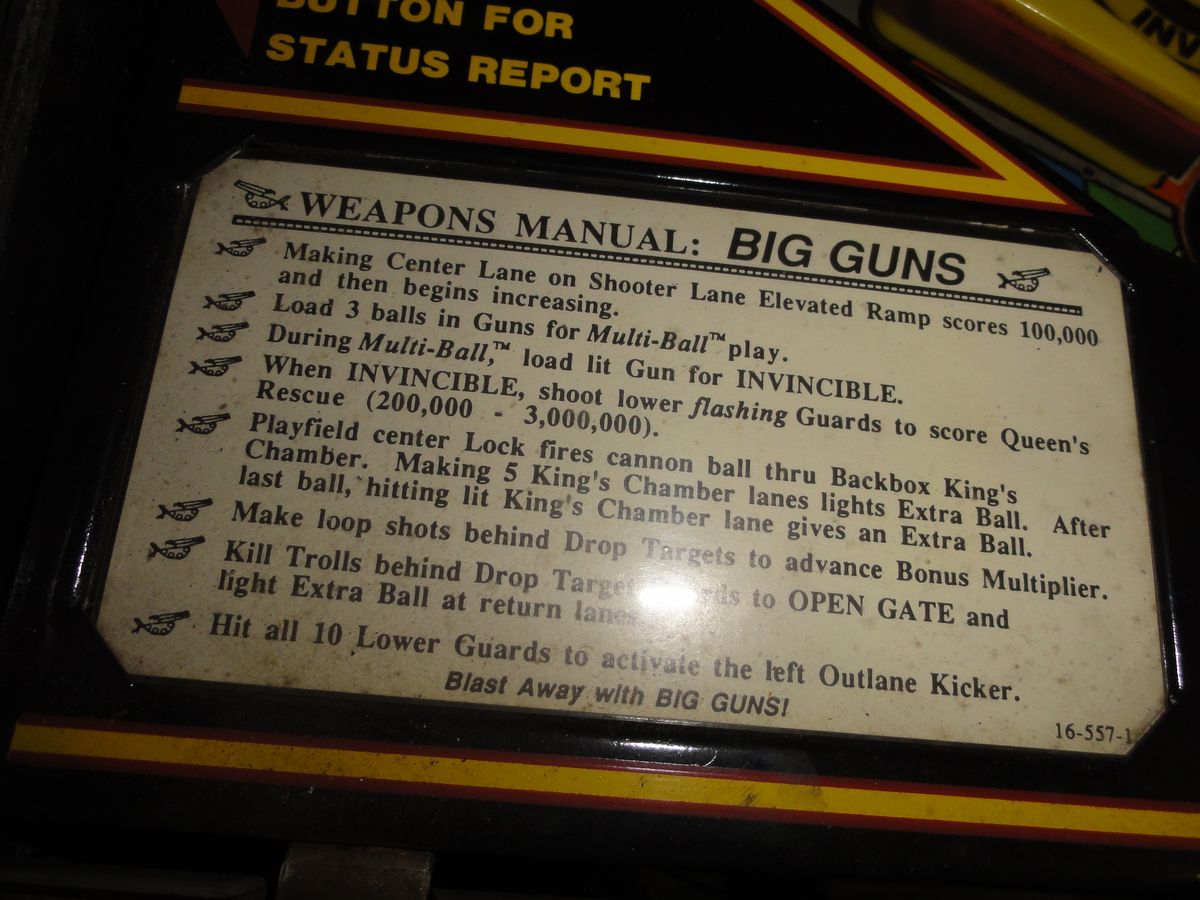 BUTTON FOR
STATUS REPORT
INV
WEAPONS MANUAL: BIG GUNS
Making Center Lane on Shooter Lane Elevated Ramp scores 100,000
and then begins increasing.
Load 3 balls in Guns for Multi-Ball™ play.
During Multi-Ball,™ load lit Gun for INVINCIBLE.
When INVINCIBLE, shoot lower flashing Guards to score Queen's
Rescue (200,000 - 3,000,000).
Playfield center Lock fires cannon ball thru Backbox King's
Chamber. Making 5 King's Chamber lanes lights Extra Ball. After
last ball, hitting lit King's Chamber lane gives an Extra Ball.
Make loop shots behind Drop Targets to advance Bonus Multiplier.
Kill Trolls behind Drop Target to OPEN GATE and
light Extra Ball at return lanes
Hit all 10 Lower Guards to activate the left Outlane Kicker.
Blast Away with BIG GUNS!
16-557-1